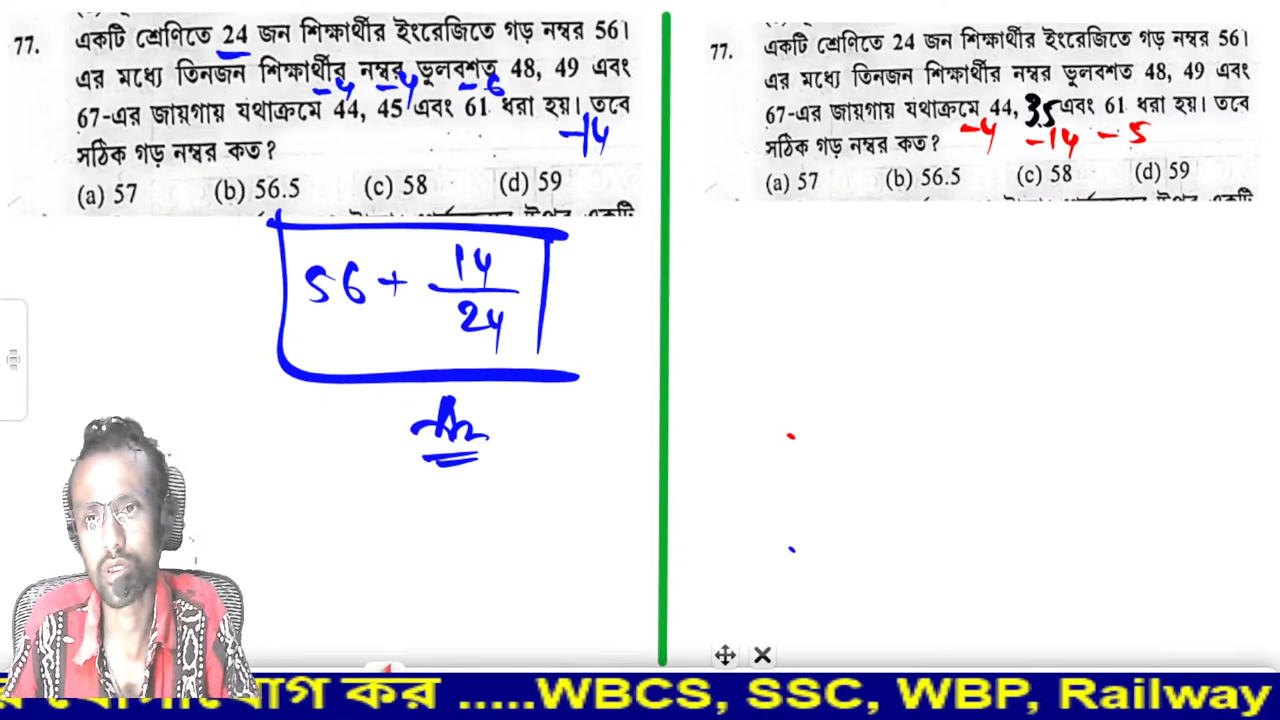 77. একটি শ্রেণিতে 24 জন শিক্ষার্থীর ইংরেজিতে গড় নম্বর 56।
এর মধ্যে তিনজন শিক্ষার্থীর নম্বর ভুলবশত 48, 49 এবং
-4 -4 -6
67-এর জায়গায় যথাক্রমে 44, 45 এবং 61 ধরা হয়। তবে
-14
সঠিক গড় নম্বর কত?
(a) 57 (b) 56.5 (c) 58 (d) 59
56 + 14/24
Ans
77. একটি শ্রেণিতে 24 জন শিক্ষার্থীর ইংরেজিতে গড় নম্বর 56।
এর মধ্যে তিনজন শিক্ষার্থীর নম্বর ভুলবশত 48, 49 এবং
67-এর জায়গায় যথাক্রমে 44, 35 এবং 61 ধরা হয়। তবে
-4 -14 -5
সঠিক গড় নম্বর কত?
(a) 57 (b) 56.5 (c) 58 (d) 59
যোগাযোগ কর .....WBCS, SSC, WBP, Railway